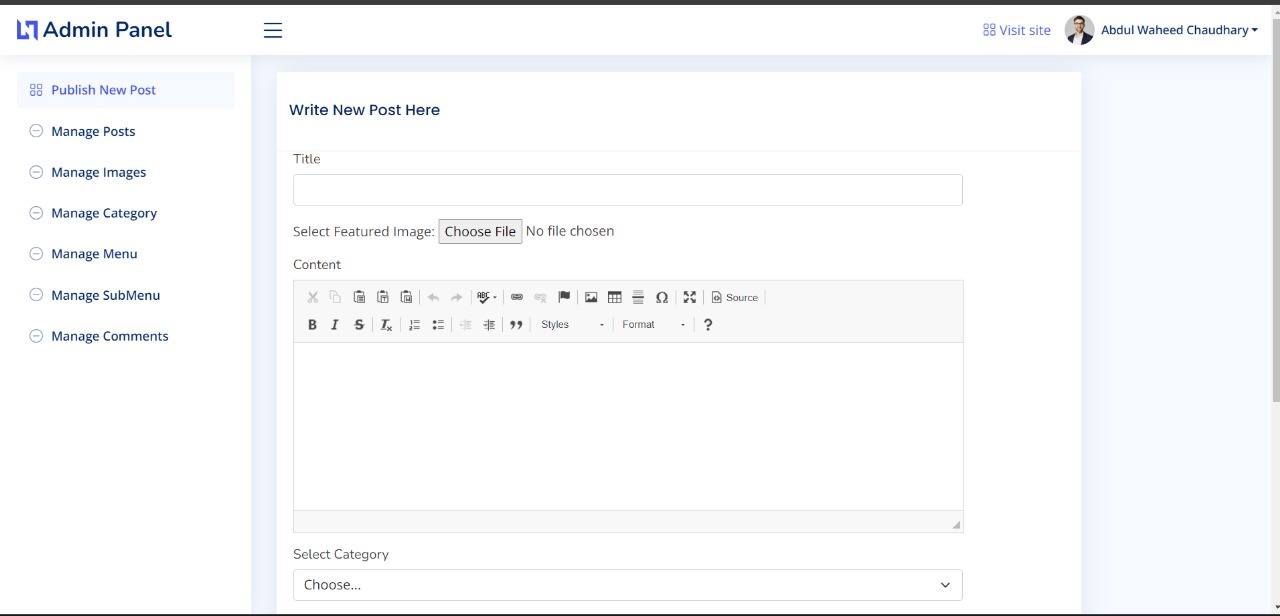 Admin Panel
Visit site
Abdul Waheed Chaudhary
Publish New Post
Manage Posts
Manage Images
Manage Category
Manage Menu
Manage SubMenu
Manage Comments
Write New Post Here
Title
Select Featured Image: Choose File No file chosen
Content
ABC Ω Source
B I S Tx Styles Format ?
Select Category
Choose...